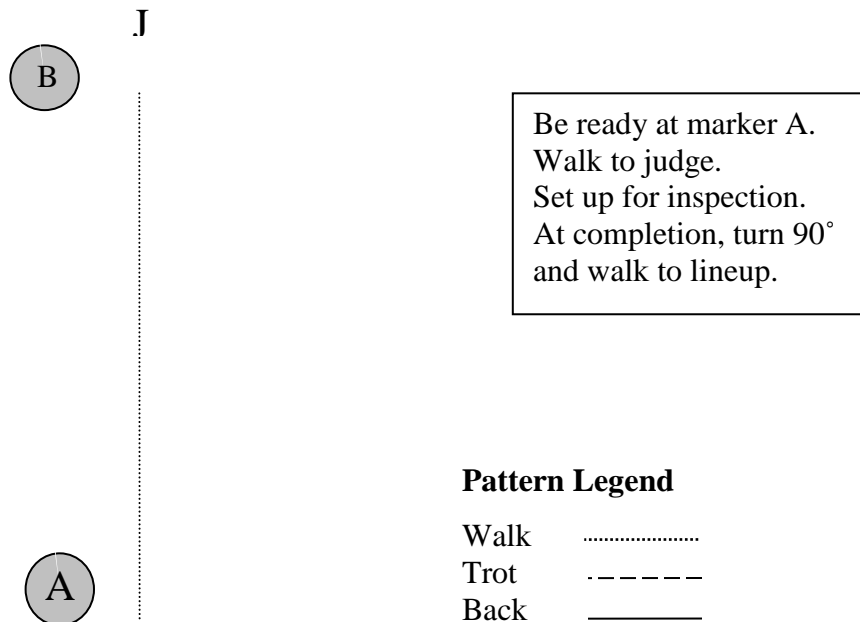 J
B
Be ready at marker A.
Walk to judge.
Set up for inspection.
At completion, turn 90˚
and walk to lineup.
Pattern Legend
Walk
A
Trot
Back